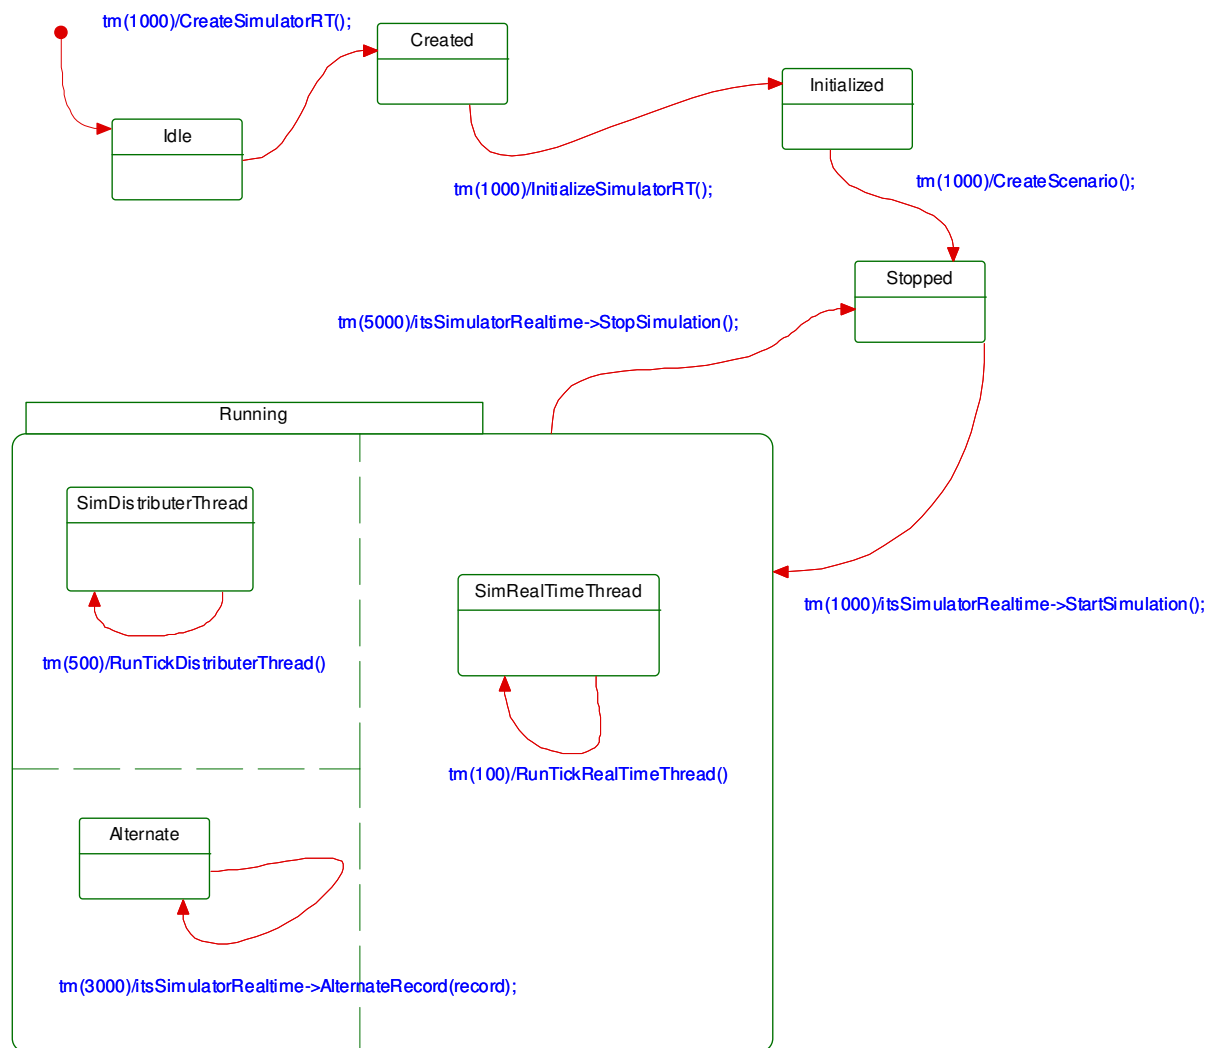 tm(1000)/CreateSimulatorRT();
Created
Initialized
Idle
tm(1000)/InitializeSimulatorRT();
tm(1000)/CreateScenario();
Stopped
tm(5000)/itsSimulatorRealtime->StopSimulation();
Running
SimDistributerThread
SimRealTimeThread
tm(1000)/itsSimulatorRealtime->StartSimulation();
tm(500)/RunTickDistributerThread()
tm(100)/RunTickRealTimeThread()
Alternate
tm(3000)/itsSimulatorRealtime->AlternateRecord(record);